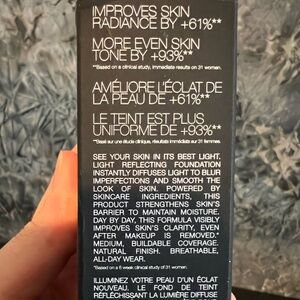 IMPROVES SKIN
RADIANCE BY +61%**
MORE EVEN SKIN
TONE BY +93%**
**Based on a clinical study, immediate results on 31 woman.
AMÉLIORE L'ÉCLAT DE
LA PEAU DE +61%**
LE TEINT EST PLUS
UNIFORME DE +93%**
**Basé sur une étude clinique, résultats immédiats sur 31 femmes.
SEE YOUR SKIN IN ITS BEST LIGHT.
LIGHT REFLECTING FOUNDATION
INSTANTLY DIFFUSES LIGHT TO BLUR
IMPERFECTIONS AND SMOOTH THE
LOOK OF SKIN. POWERED BY
SKINCARE INGREDIENTS, THIS
PRODUCT STRENGTHENS SKIN'S
BARRIER TO MAINTAIN MOISTURE.
DAY BY DAY, THIS FORMULA VISIBLY
IMPROVES SKIN'S CLARITY, EVEN
AFTER MAKEUP IS REMOVED.*
MEDIUM, BUILDABLE COVERAGE.
NATURAL FINISH. BREATHABLE,
ALL-DAY WEAR.
*Based on a 8 week clinical study of 31 woman.
ILLUMINEZ VOTRE PEAU D'UN ÉCLAT
NOUVEAU. LE FOND DE TEINT
RÉFLÉCHISSANT LA LUMIÈRE DIFFUSE